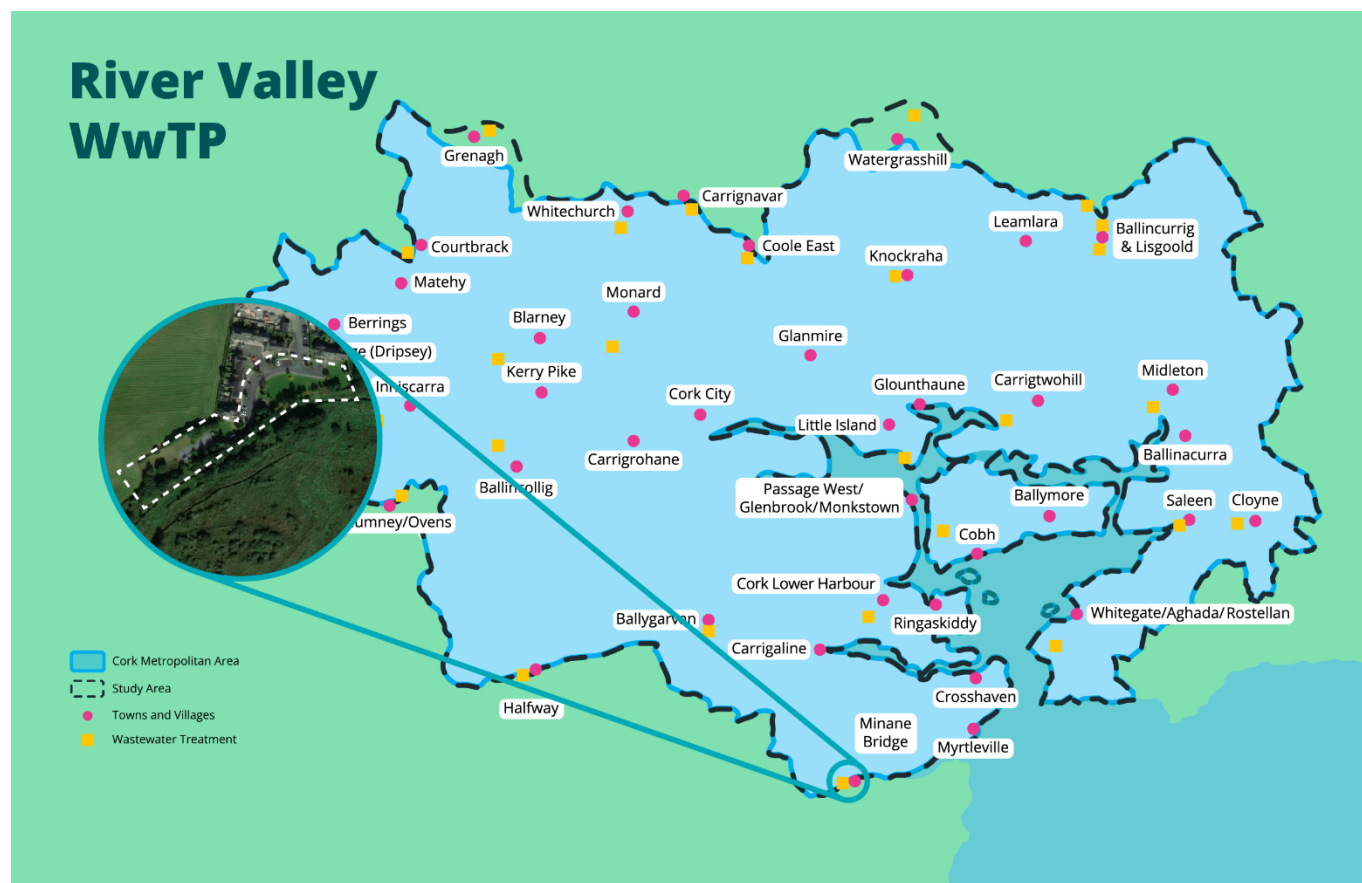 River Valley
WwTP
Grenagh
Watergrasshill
Carrignavar
Whitechurch
Leamlara
Ballincurrig
& Lisgoold
Courtbrack
Coole East
Knockraha
Matehy
Monard
Berrings
Blarney
Glanmire
(Dripsey)
Kerry Pike
Inniscarra
Cork City
Glounthaune
Carrigtwohill
Midleton
Little Island
Carrigrohane
Ballinacurra
Ballincollig
Passage West/
Glenbrook/Monkstown
Ballymore
Saleen
Cloyne
/Ovens
Cobh
Cork Lower Harbour
Ringaskiddy
Whitegate/Aghada/Rostellan
Ballygarvan
Carrigaline
Crosshaven
Halfway
Minane
Bridge
Myrtleville
Cork Metropolitan Area
Study Area
Towns and Villages
Wastewater Treatment